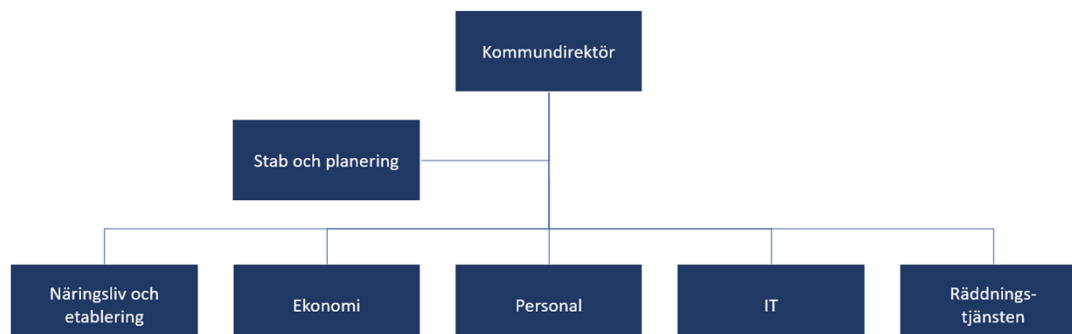 Kommundirektör
Stab och planering
Näringsliv och
etablering
Ekonomi
Personal
IT
Räddnings-
tjänsten